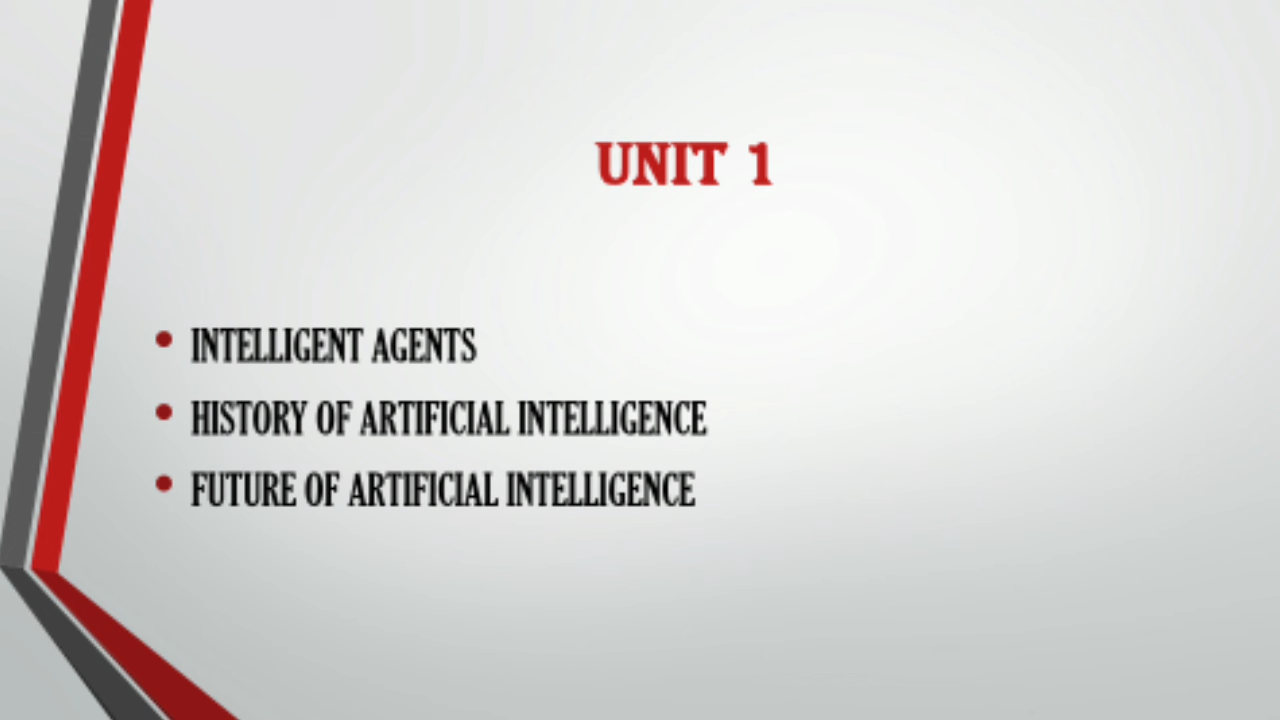 UNIT 1
• INTELLIGENT AGENTS
• HISTORY OF ARTIFICIAL INTELLIGENCE
• FUTURE OF ARTIFICIAL INTELLIGENCE